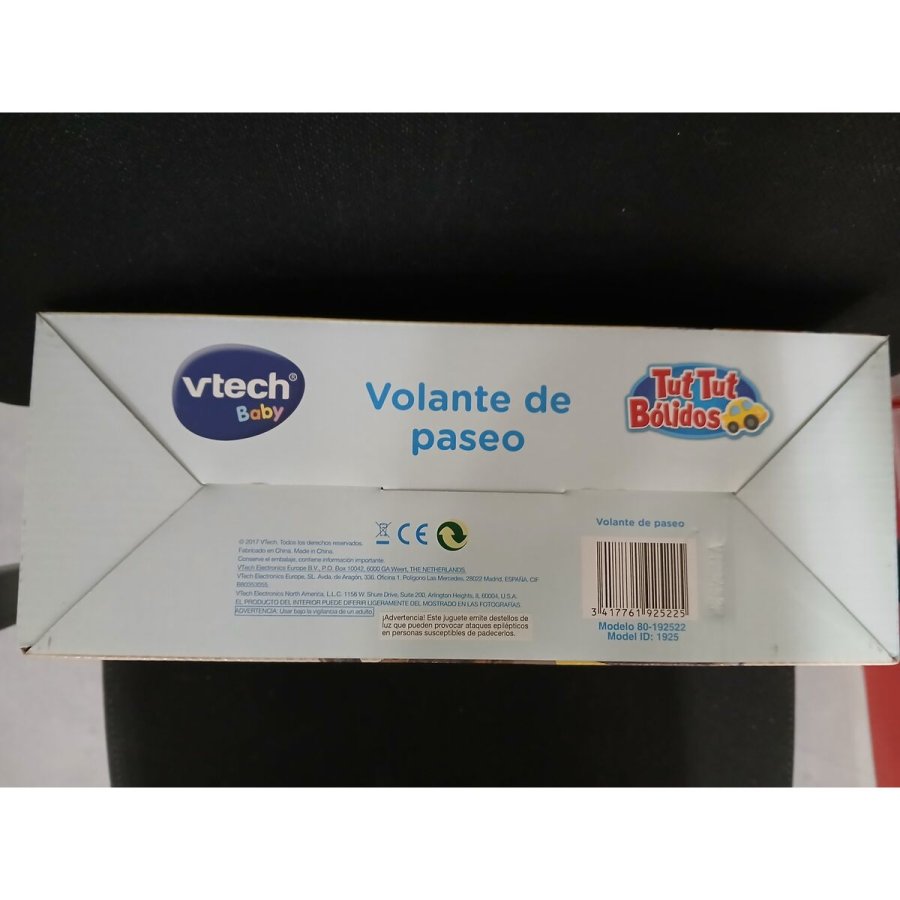 vtech®
Baby
Volante de
paseo
Tut Tut
Bólidos
© 2017 VTech. Todos los derechos reservados.
Fabricado en China. Made in China.
Conserve el embalaje, contiene información importante.
VTech Electronics Europe B.V., P.O. Box 10042, 6000 GA Weert, THE NETHERLANDS.
VTech Electronics Europe, SL. Avda. de Aragón, 336, Oficina 1. Polígono Las Mercedes, 28022 Madrid, ESPAÑA, CIF
VTech Electronics North America, L.L.C. 1156 W. Shure Drive, Suite 200, Arlington Heights, IL 60004, U.S.A.
EL PRODUCTO DEL INTERIOR PUEDE DIFERIR LIGERAMENTE DEL MOSTRADO EN LAS FOTOGRAFÍAS.
ADVERTENCIA: Usar bajo la vigilancia de un adulto.
¡Advertencia! Este juguete emite destellos de
luz que pueden provocar ataques epilépticos
en personas susceptibles de padecerlos.
CE
Volante de paseo
3 417761 925225
Modelo 80-192522
Model ID: 1925